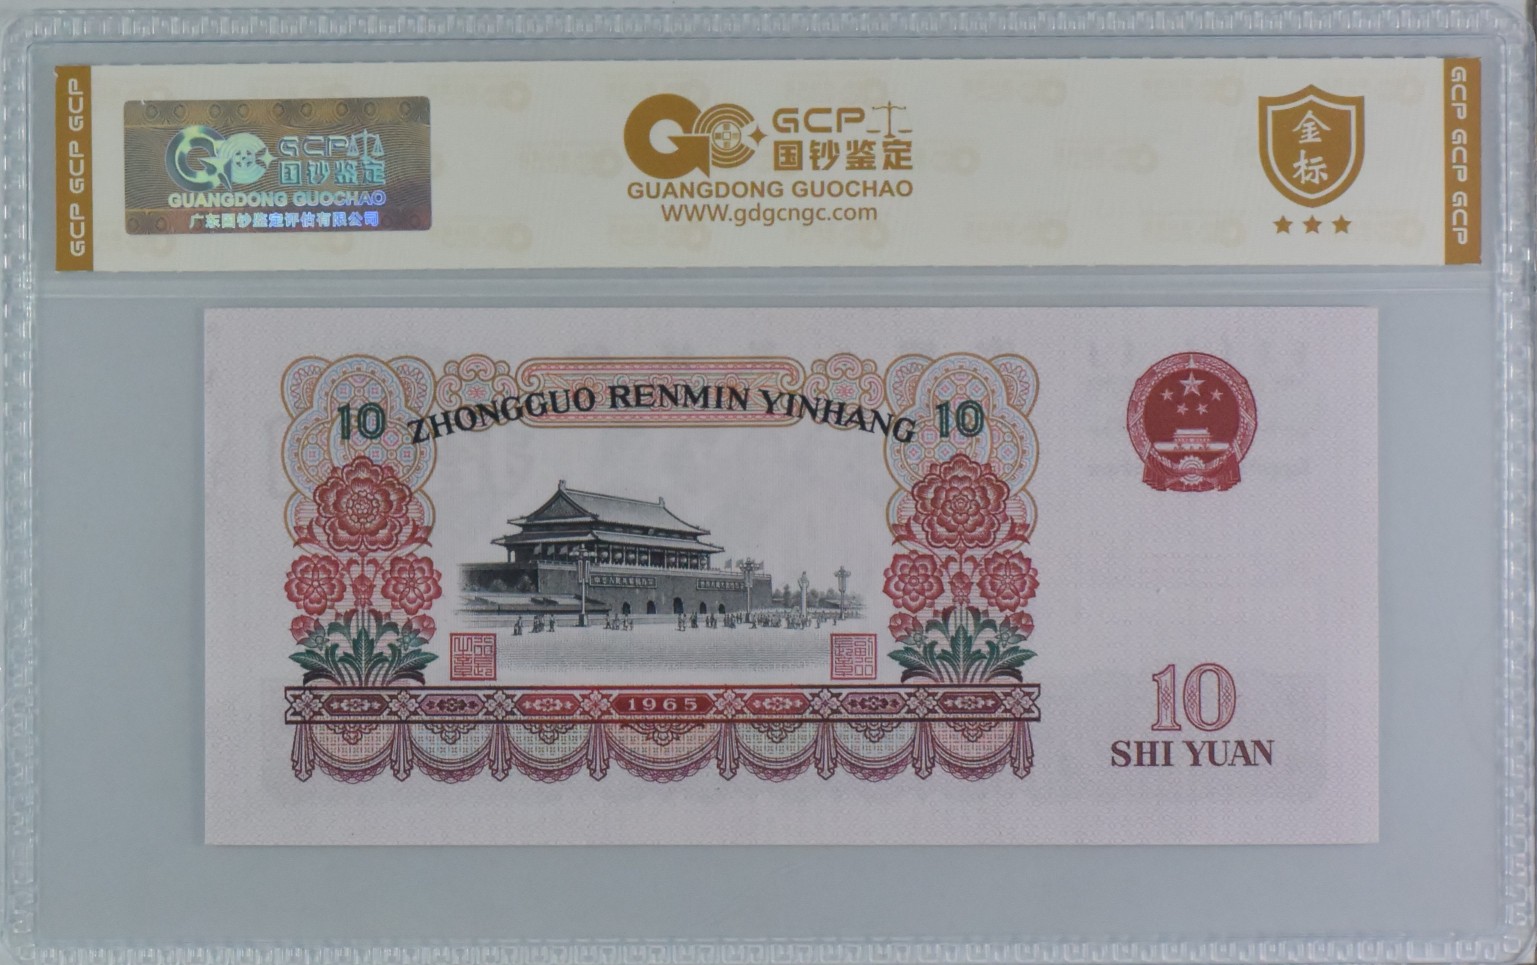 GCP GCP GCP
GCP 国钞鉴定
GUANGDONG GUOCHAO
广东国钞鉴定评估有限公司
GCP
国钞鉴定
GUANGDONG GUOCHAO
WWW.gdgcngc.com
金标
GCP GCP GCP
10 ZHONGGUO RENMIN YINHANG 10
1965
10
SHI YUAN